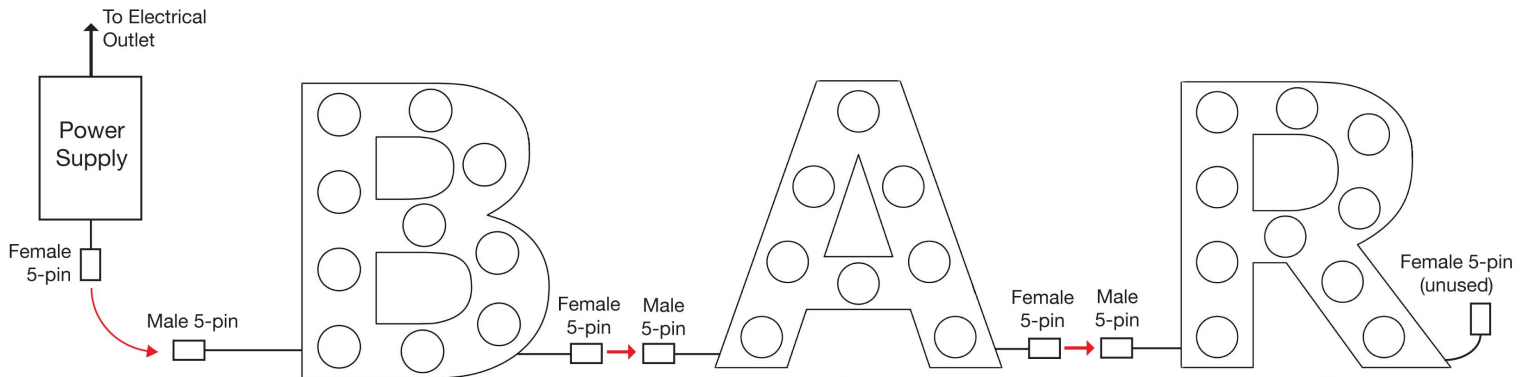 To Electrical
Outlet
Power
Supply
Female
5-pin
Male 5-pin
B
Female
5-pin
Male
5-pin
A
Female
5-pin
Male
5-pin
R
Female 5-pin
(unused)